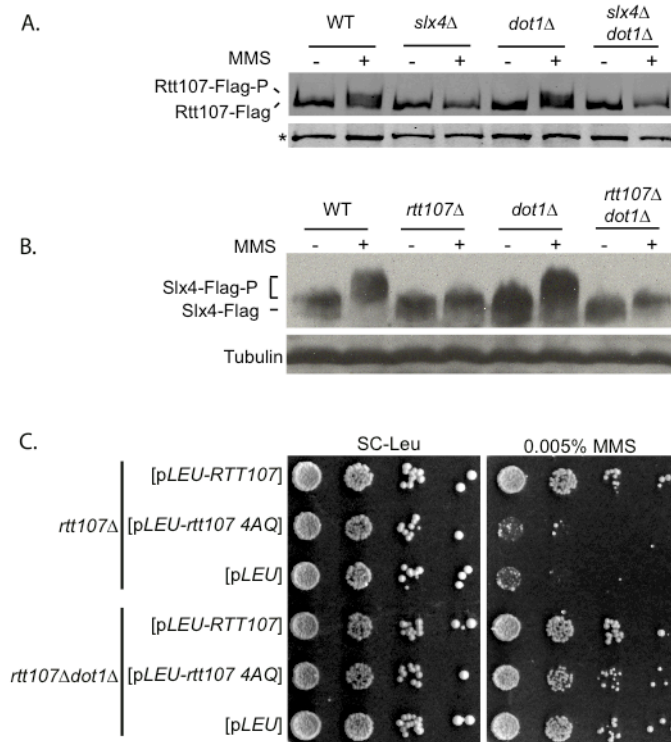 A.
WT slx4Δ dot1Δ slx4Δ dot1Δ
MMS - + - + - + - +
Rtt107-Flag-P
Rtt107-Flag
*
B.
WT rtt107Δ dot1Δ rtt107Δ dot1Δ
MMS - + - + - + - +
Slx4-Flag-P
Slx4-Flag
Tubulin
C.
SC-Leu 0.005% MMS
rtt107Δ
[pLEU-RTT107]
[pLEU-rtt107 4AQ]
[pLEU]
rtt107Δdot1Δ
[pLEU-RTT107]
[pLEU-rtt107 4AQ]
[pLEU]